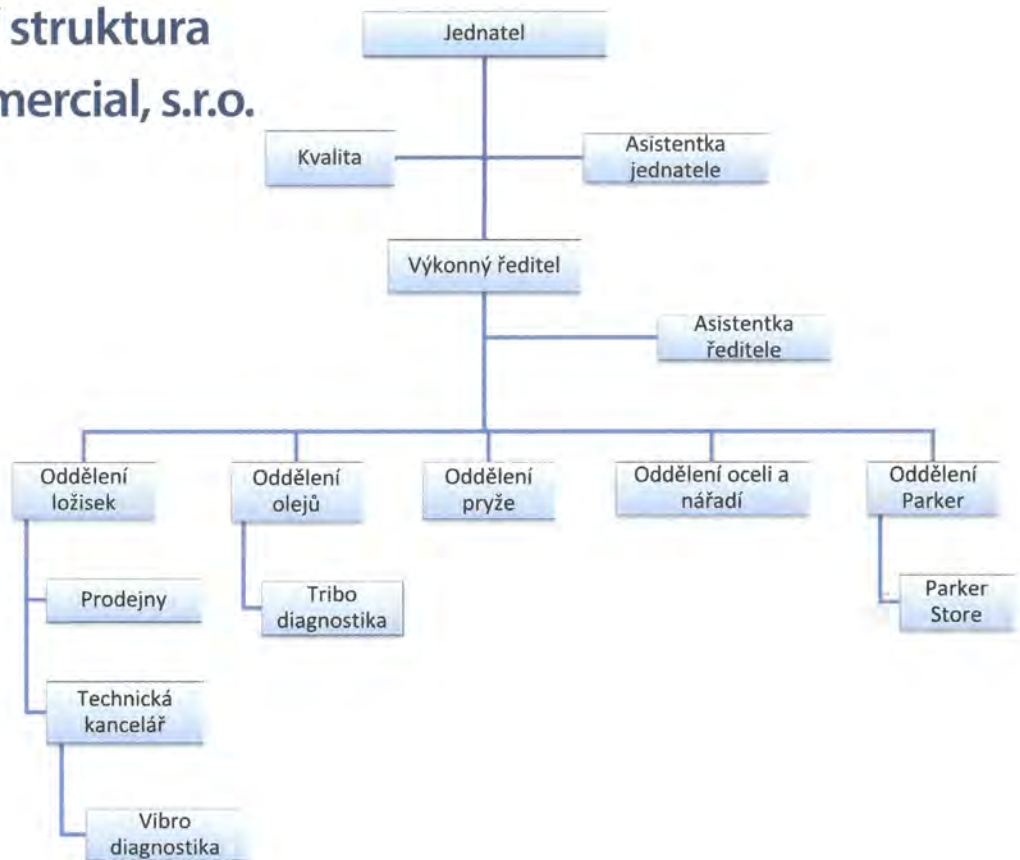 struktura
mercial, s.r.o.
Jednatel
Kvalita
Asistentka
jednatele
Výkonný ředitel
Asistentka
ředitele
Oddělení
ložisek
Oddělení
olejů
Oddělení
pryže
Oddělení oceli a
nářadí
Oddělení
Parker
Prodejny
Tribo
diagnostika
Parker
Store
Technická
kancelář
Vibro
diagnostika